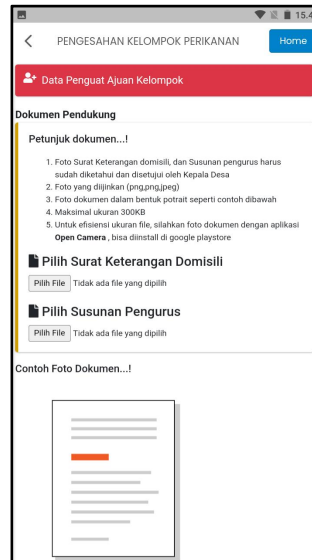 15.4
PENGESAHAN KELOMPOK PERIKANAN
Home
Data Penguat Ajuan Kelompok
Dokumen Pendukung
Petunjuk dokumen...!
1. Foto Surat Keterangan domisili, dan Susunan pengurus harus
sudah diketahui dan disetujui oleh Kepala Desa
2. Foto yang diijinkan (png,png,jpeg)
3. Foto dokumen dalam bentuk potrait seperti contoh dibawah
4. Maksimal ukuran 300KB
5. Untuk efisiensi ukuran file, silahkan foto dokumen dengan aplikasi
Open Camera , bisa diinstall di google playstore
Pilih Surat Keterangan Domisili
Pilih File Tidak ada file yang dipilih
Pilih Susunan Pengurus
Pilih File Tidak ada file yang dipilih
Contoh Foto Dokumen...!